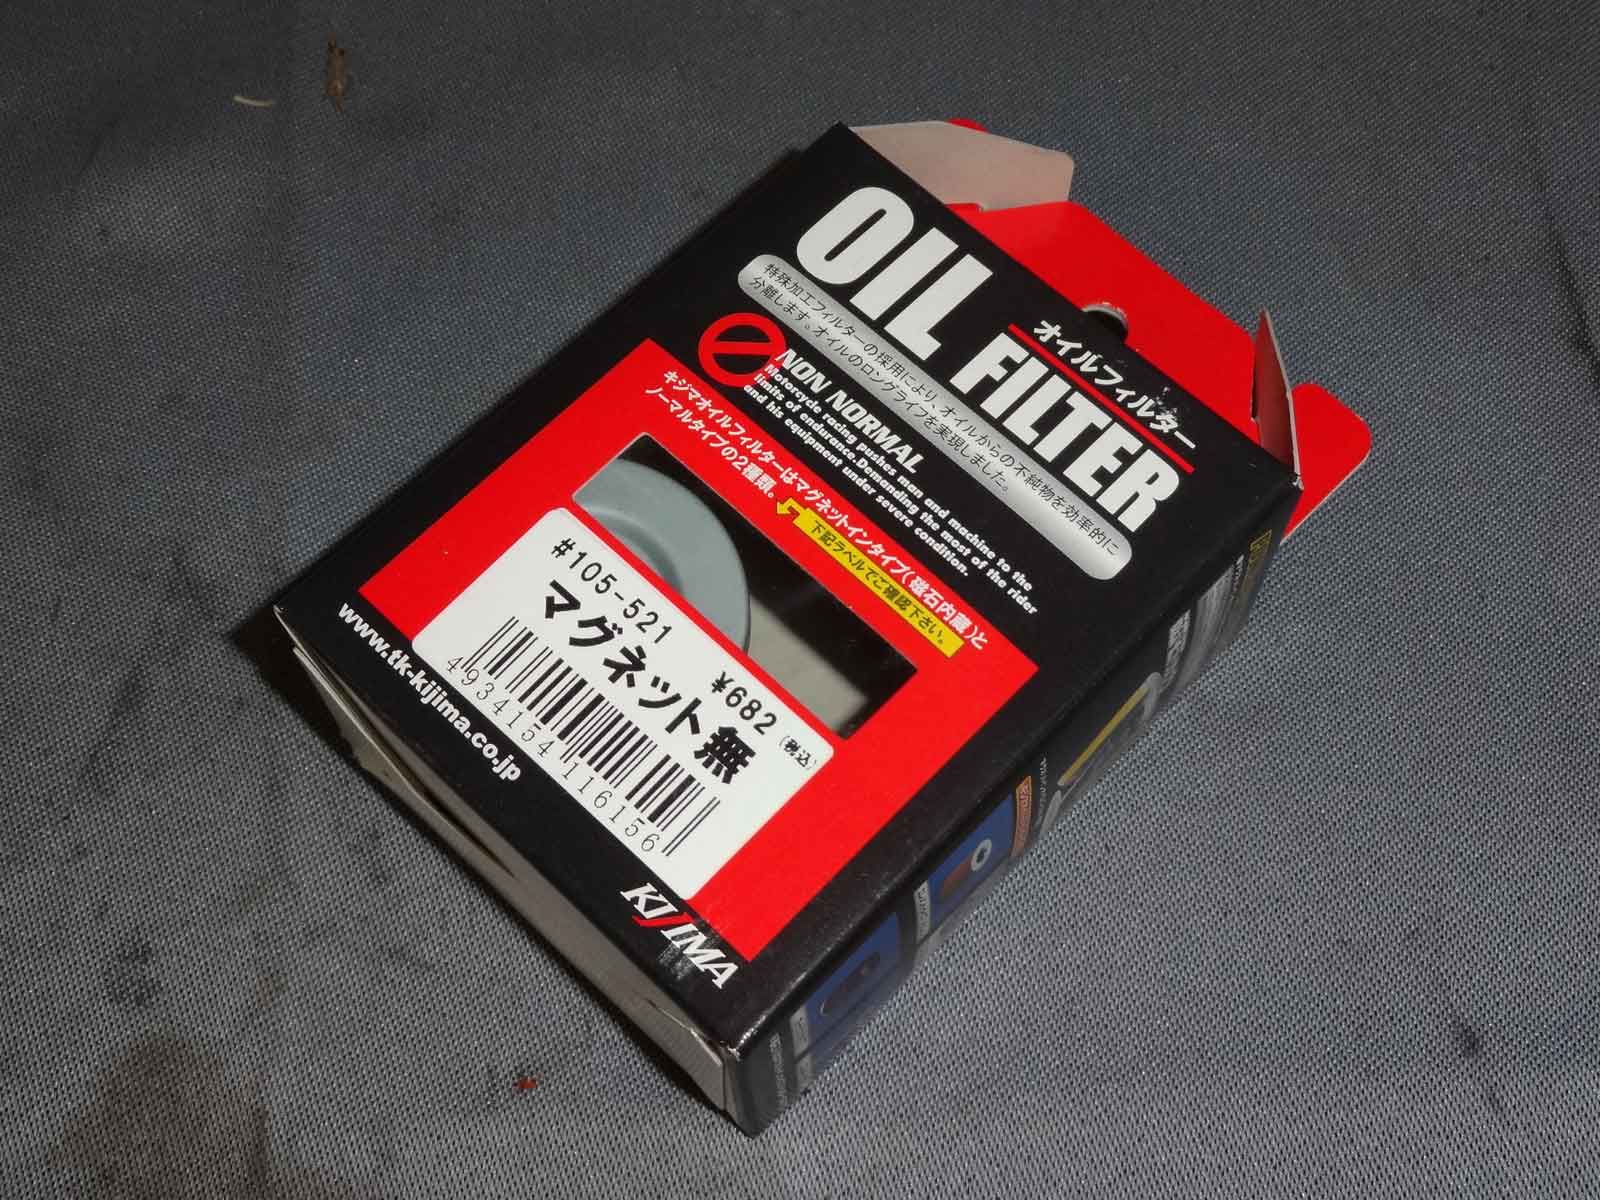 OIL
オイルフィルター
FILTER
特殊加工フィルターの採用により、オイルからの不純物を効率的に
分離します。オイルのロングライフを実現しました。
NON NORMAL
Motorcycle racing pushes man and machine to the
limits of endurance.Demanding the most of the rider
and his equipment under severe condition.
キジマオイルフィルターはマグネットインタイプ(磁石内蔵)と
ノーマルタイプの2種類。
下記ラベルでご確認下さい。
#105-521 ¥682(税込)
マグネット無
4934154116156
www.tk-kijima.co.jp
KIJIMA